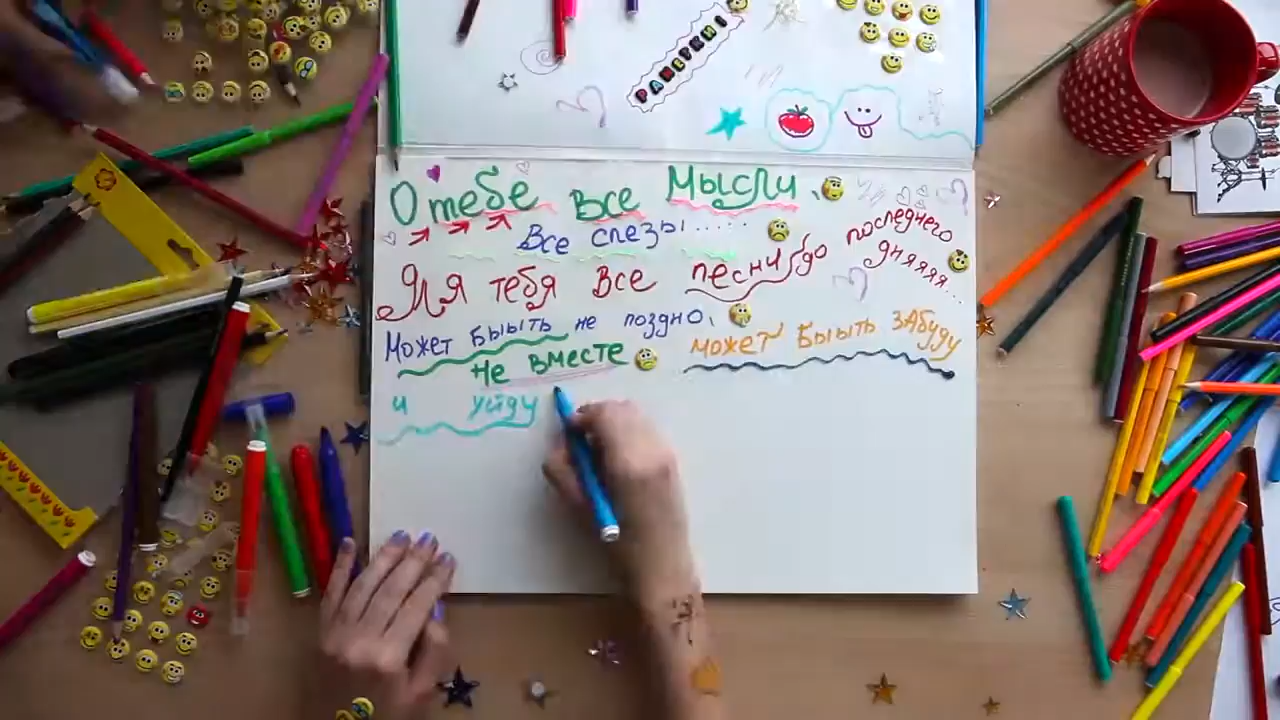 РАНЕРКИ
О тебе все Мысли,
Все слезы.....
Для тебя все песни до последнего дняяяя...
Может быыть не поздно,
может быыть забуду
Не вместе
и уйду